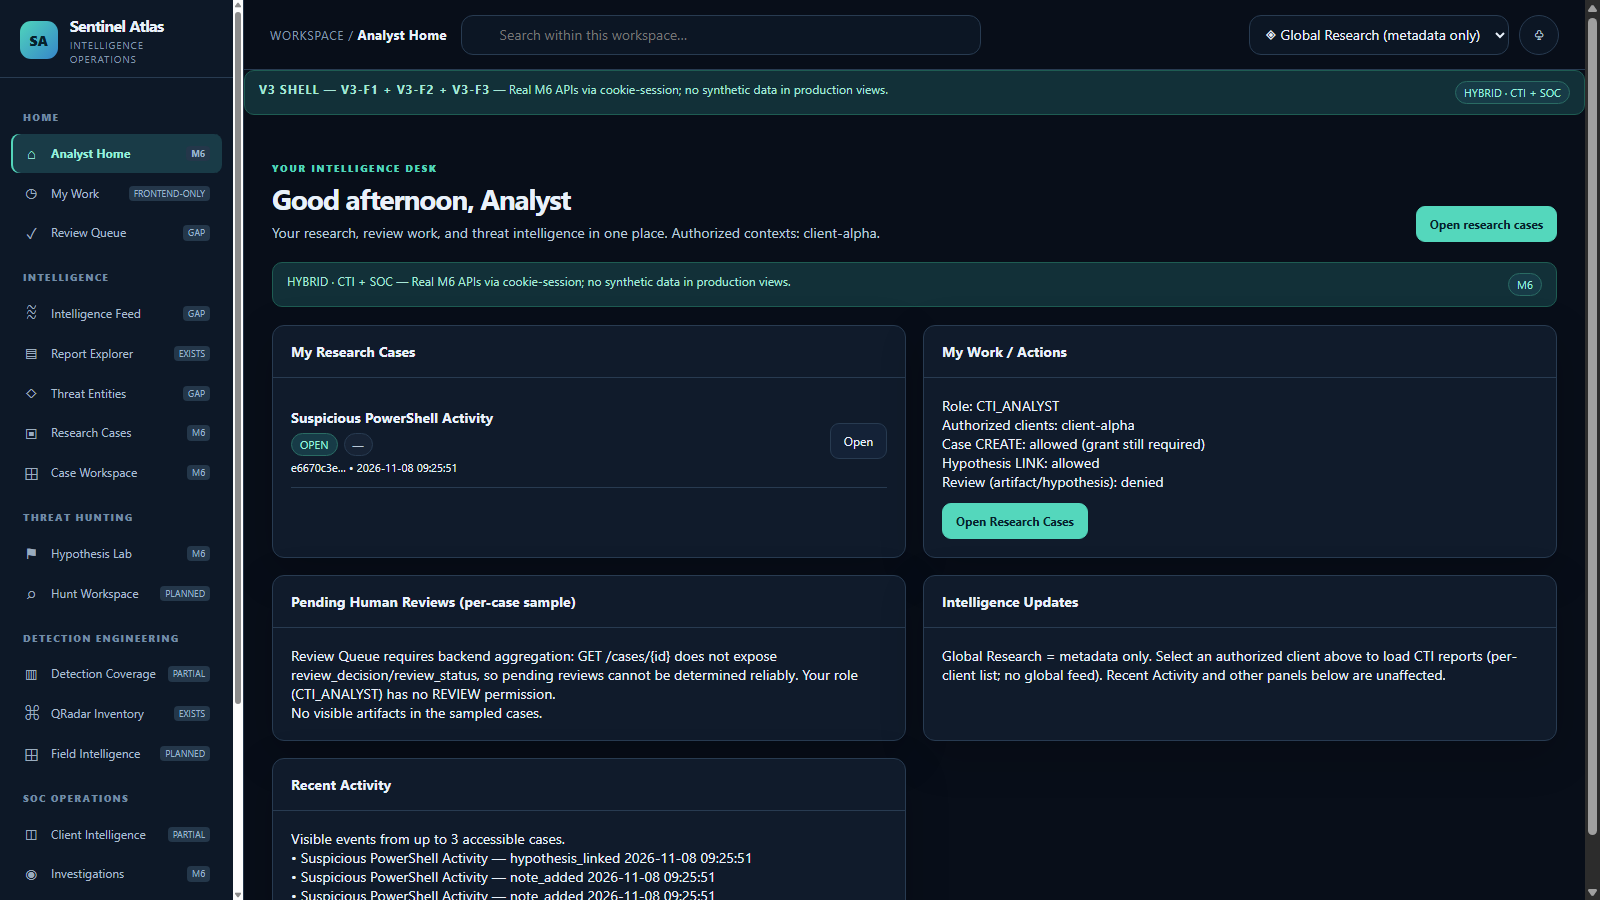 SA
Sentinel Atlas
INTELLIGENCE
OPERATIONS
HOME
Analyst Home M6
My Work FRONTEND-ONLY
Review Queue GAP
INTELLIGENCE
Intelligence Feed GAP
Report Explorer EXISTS
Threat Entities GAP
Research Cases M6
Case Workspace M6
THREAT HUNTING
Hypothesis Lab M6
Hunt Workspace PLANNED
DETECTION ENGINEERING
Detection Coverage PARTIAL
QRadar Inventory EXISTS
Field Intelligence PLANNED
SOC OPERATIONS
Client Intelligence PARTIAL
Investigations M6
WORKSPACE / Analyst Home
Search within this workspace...
◈ Global Research (metadata only)
V3 SHELL — V3-F1 + V3-F2 + V3-F3 — Real M6 APIs via cookie-session; no synthetic data in production views.
HYBRID · CTI + SOC
YOUR INTELLIGENCE DESK
Good afternoon, Analyst
Your research, review work, and threat intelligence in one place. Authorized contexts: client-alpha.
Open research cases
HYBRID · CTI + SOC — Real M6 APIs via cookie-session; no synthetic data in production views.
M6
My Research Cases
Suspicious PowerShell Activity
OPEN —
e6670c3e... • 2026-11-08 09:25:51
Open
My Work / Actions
Role: CTI_ANALYST
Authorized clients: client-alpha
Case CREATE: allowed (grant still required)
Hypothesis LINK: allowed
Review (artifact/hypothesis): denied
Open Research Cases
Pending Human Reviews (per-case sample)
Review Queue requires backend aggregation: GET /cases/{id} does not expose
review_decision/review_status, so pending reviews cannot be determined reliably. Your role
(CTI_ANALYST) has no REVIEW permission.
No visible artifacts in the sampled cases.
Intelligence Updates
Global Research = metadata only. Select an authorized client above to load CTI reports (per-
client list; no global feed). Recent Activity and other panels below are unaffected.
Recent Activity
Visible events from up to 3 accessible cases.
• Suspicious PowerShell Activity — hypothesis_linked 2026-11-08 09:25:51
• Suspicious PowerShell Activity — note_added 2026-11-08 09:25:51
• Suspicious PowerShell Activity — note_added 2026-11-08 09:25:51